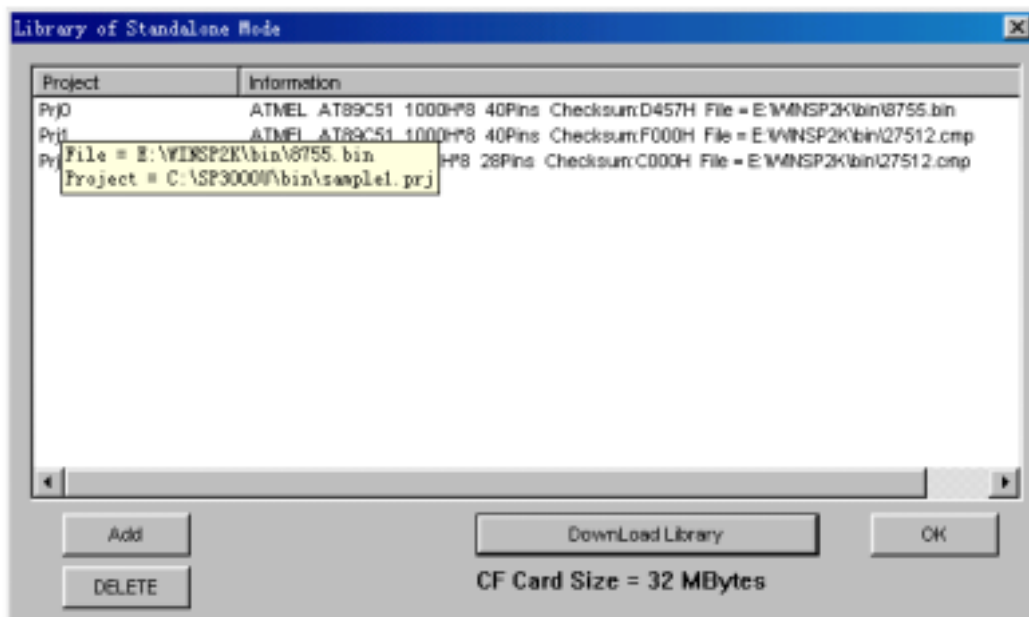 Library of Standalone Mode
Project Information
Prj0 ATMEL AT89C51 1000H*8 40Pins Checksum:D457H File = E:\WINSP2K\bin\8755.bin
Prj1 ATMEL AT89C51 1000H*8 40Pins Checksum:F000H File = E:\WINSP2K\bin\27512.cmp
Prj H*8 28Pins Checksum:C000H File = E:\WINSP2K\bin\27512.cmp
File = E:\WINSP2K\bin\8755.bin
Project = C:\SP3000U\bin\sample1.prj
Add DownLoad Library OK
DELETE CF Card Size = 32 MBytes